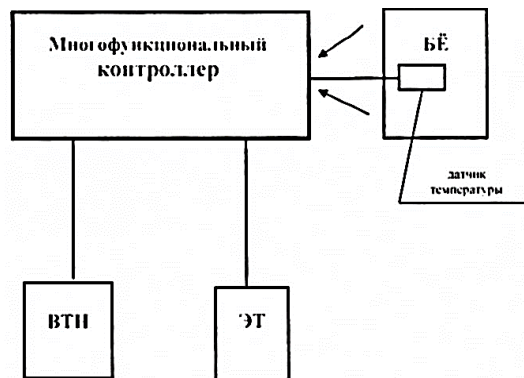 Многофункциональный
контроллер
БЁ
датчик
температуры
ВТН
ЭТ